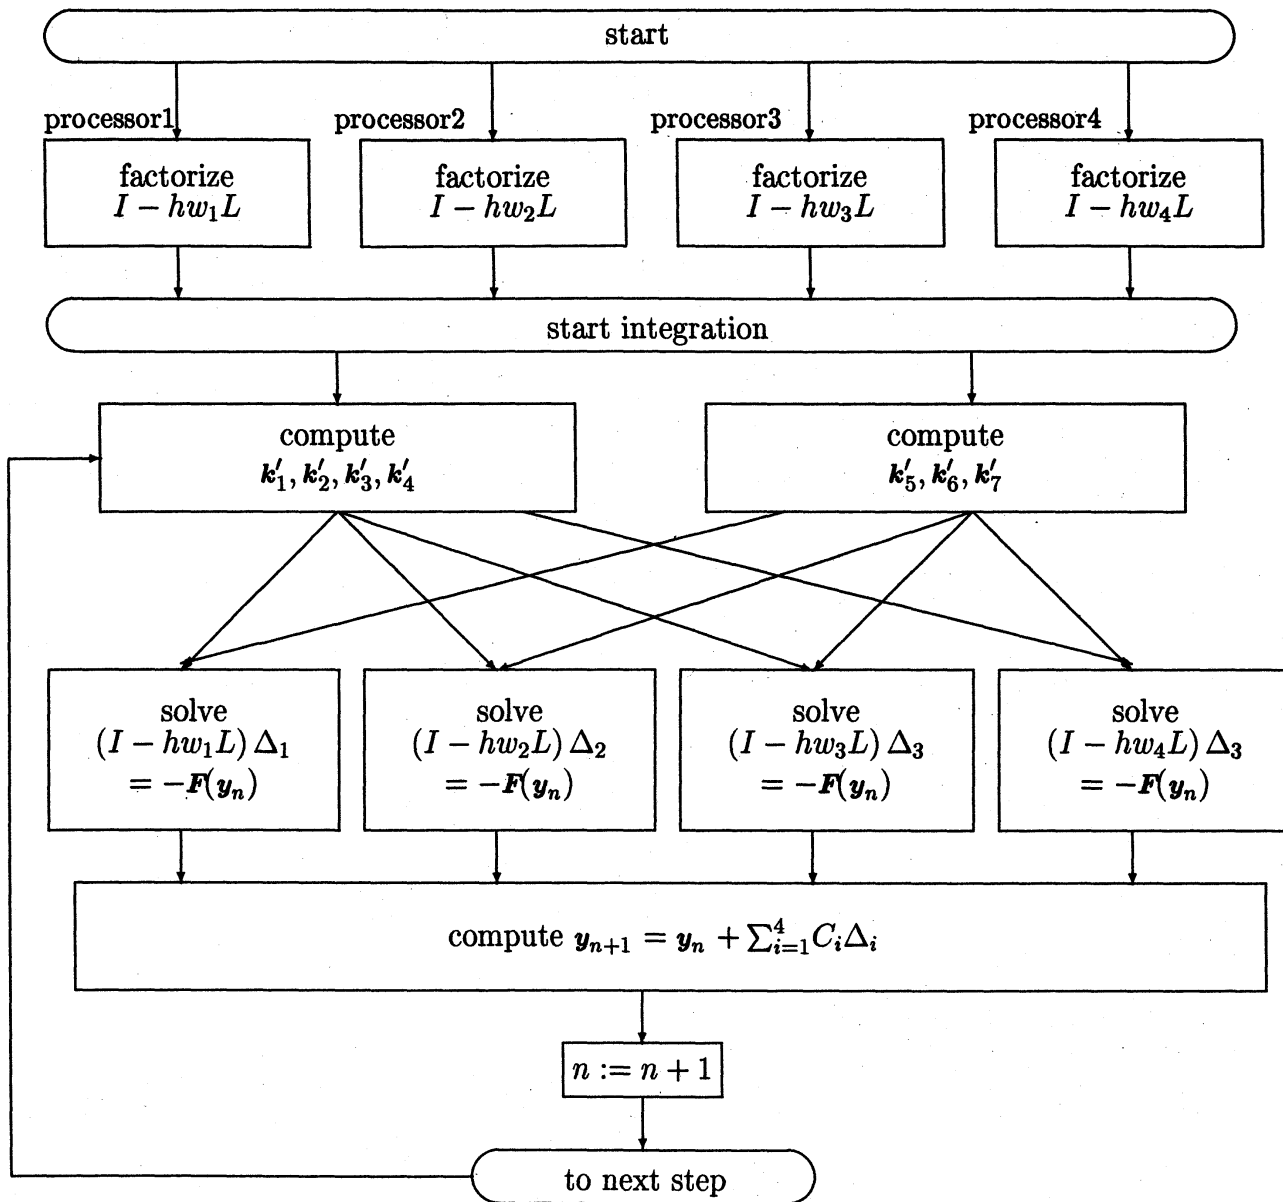 start
processor1 processor2 processor3 processor4
factorize factorize factorize factorize
I − hw₁L I − hw₂L I − hw₃L I − hw₄L
start integration
compute compute
k′₁, k′₂, k′₃, k′₄ k′₅, k′₆, k′₇
solve solve solve solve
(I − hw₁L) Δ₁ (I − hw₂L) Δ₂ (I − hw₃L) Δ₃ (I − hw₄L) Δ₃
= −F(yₙ) = −F(yₙ) = −F(yₙ) = −F(yₙ)
compute yₙ₊₁ = yₙ + ∑⁴ᵢ₌₁ CᵢΔᵢ
n := n + 1
to next step